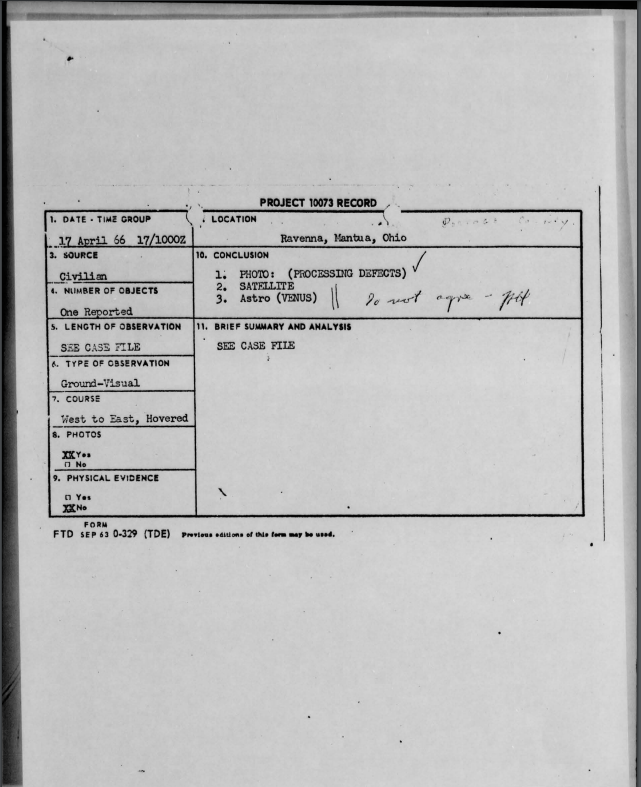 PROJECT 10073 RECORD
1. DATE - TIME GROUP
17 April 66 17/1000Z
. LOCATION
Ravenna, Mantua, Ohio
3. SOURCE
Civilian
4. NUMBER OF OBJECTS
One Reported
5. LENGTH OF OBSERVATION
SEE CASE FILE
6. TYPE OF OBSERVATION
Ground-Visual
7. COURSE
West to East, Hovered
8. PHOTOS
XX Yes
□ No
9. PHYSICAL EVIDENCE
□ Yes
XX No
10. CONCLUSION
1. PHOTO: (PROCESSING DEFECTS) ✓
2. SATELLITE
3. Astro (VENUS)
Do not agree -
11. BRIEF SUMMARY AND ANALYSIS
SEE CASE FILE
FORM
FTD SEP 63 0-329 (TDE) Previous editions of this form may be used.